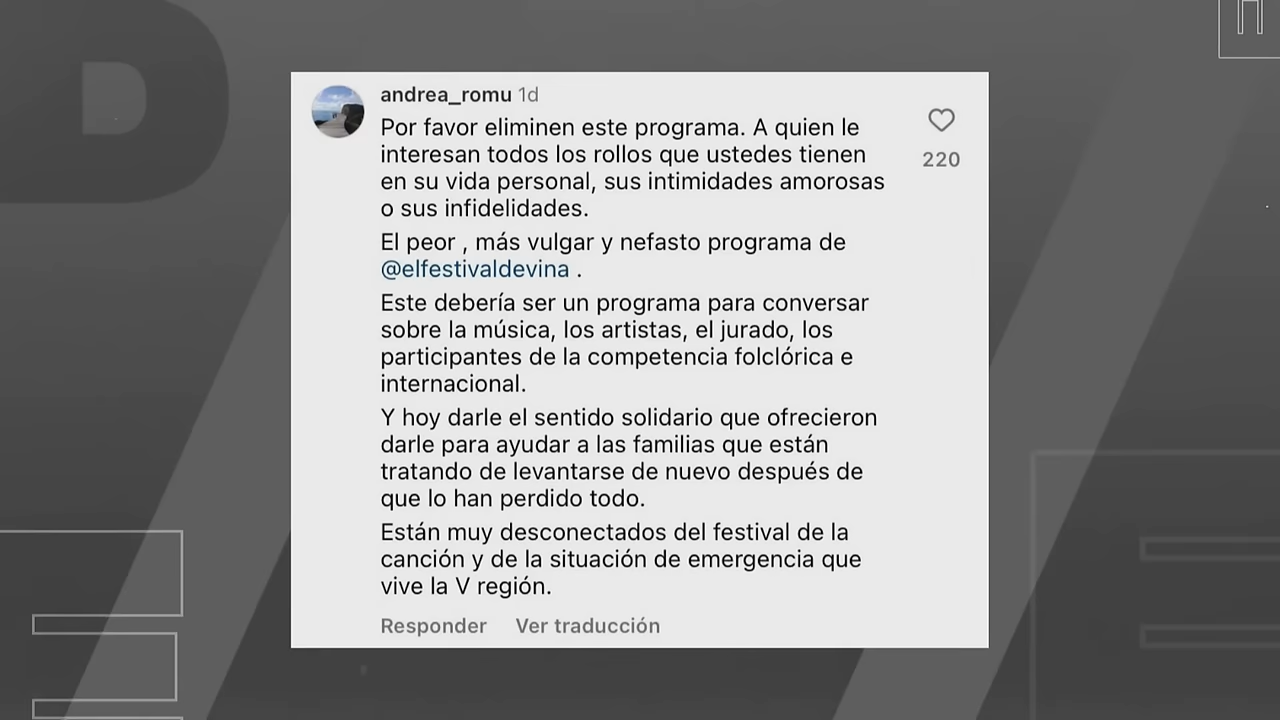 andrea_romu 1d
Por favor eliminen este programa. A quien le
interesan todos los rollos que ustedes tienen
en su vida personal, sus intimidades amorosas
o sus infidelidades.
El peor , más vulgar y nefasto programa de
@elfestivaldevina .
Este debería ser un programa para conversar
sobre la música, los artistas, el jurado, los
participantes de la competencia folclórica e
internacional.
Y hoy darle el sentido solidario que ofrecieron
darle para ayudar a las familias que están
tratando de levantarse de nuevo después de
que lo han perdido todo.
Están muy desconectados del festival de la
canción y de la situación de emergencia que
vive la V región.
Responder Ver traducción
220